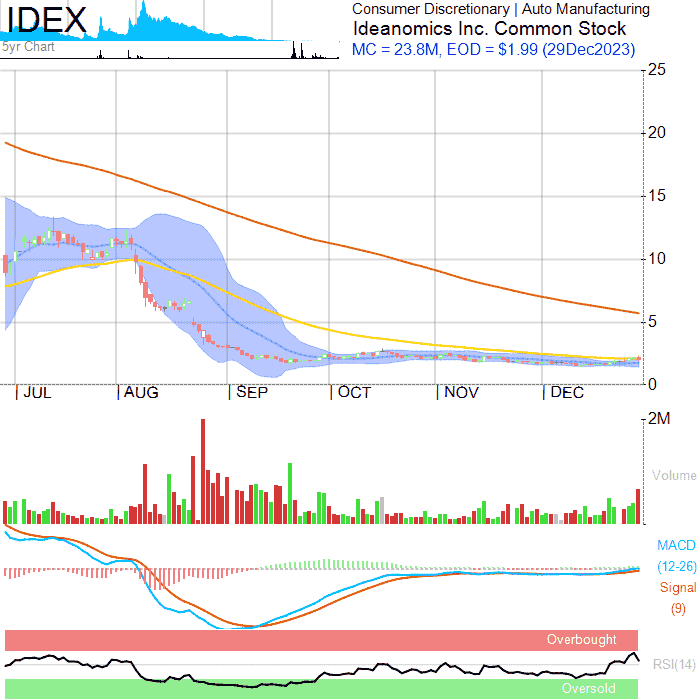 IDEX
5yr Chart
Consumer Discretionary | Auto Manufacturing
Ideanomics Inc. Common Stock
MC = 23.8M, EOD = $1.99 (29Dec2023)
25
20
15
10
5
0
JUL AUG SEP OCT NOV DEC
2M
Volume
MACD
(12-26)
Signal
(9)
Overbought
RSI(14)
Oversold